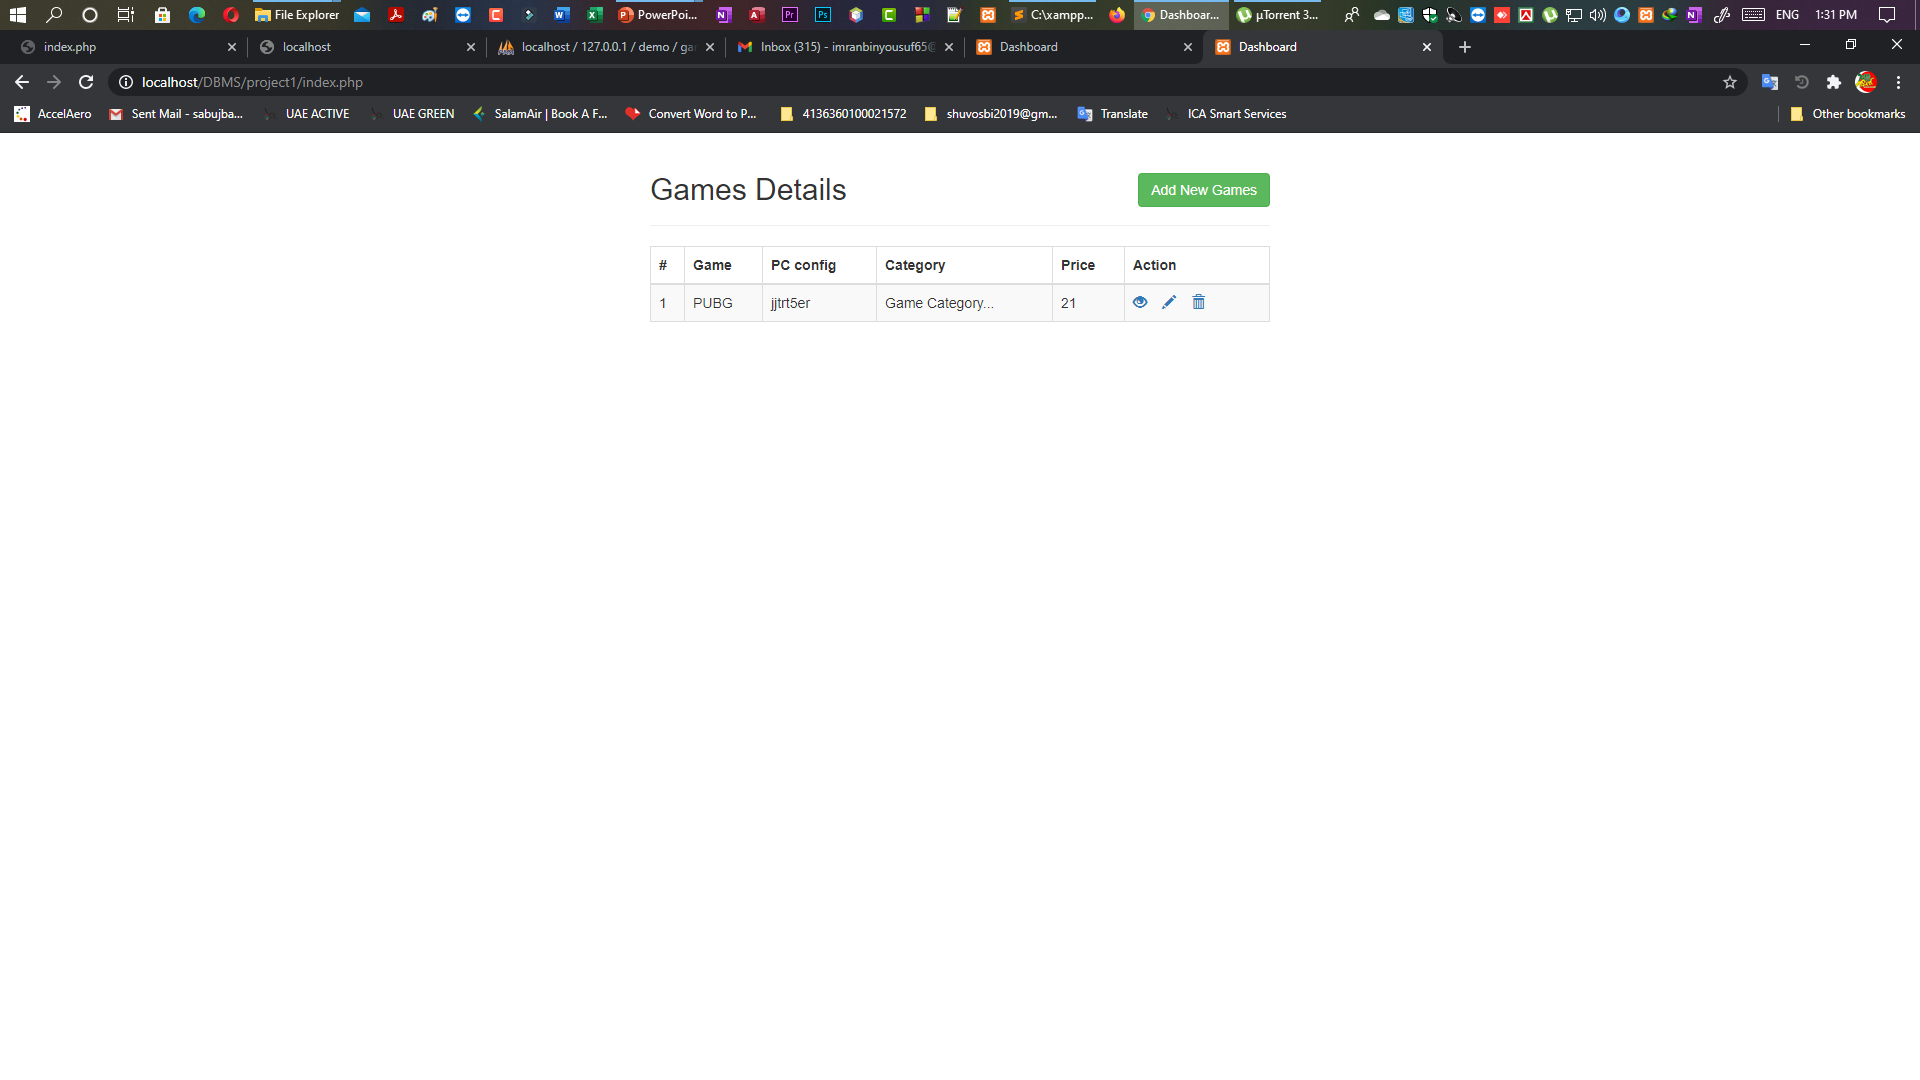 File Explorer PowerPoi... C:\xampp... Dashboar... µTorrent 3... ENG 1:31 PM
index.php localhost localhost / 127.0.0.1 / demo / ga Inbox (315) - imranbinyousuf65@ Dashboard Dashboard
localhost/DBMS/project1/index.php
AccelAero Sent Mail - sabujba... UAE ACTIVE UAE GREEN SalamAir | Book A F... Convert Word to P... 4136360100021572 shuvosbi2019@gm... Translate ICA Smart Services Other bookmarks
Games Details Add New Games
# Game PC config Category Price Action
1 PUBG jjtrt5er Game Category... 21